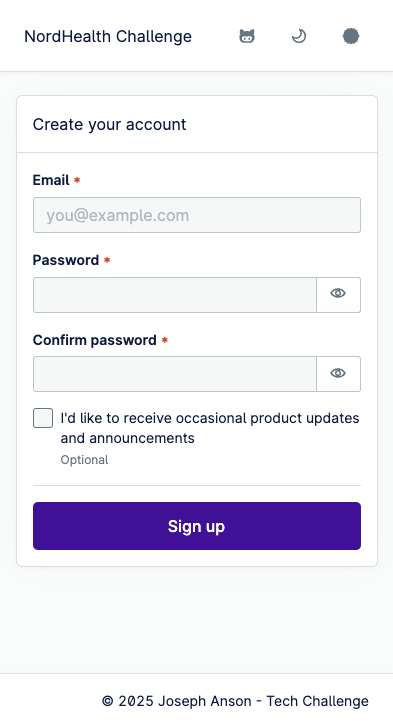 NordHealth Challenge
Create your account
Email *
you@example.com
Password *
Confirm password *
I'd like to receive occasional product updates
and announcements
Optional
Sign up
© 2025 Joseph Anson - Tech Challenge